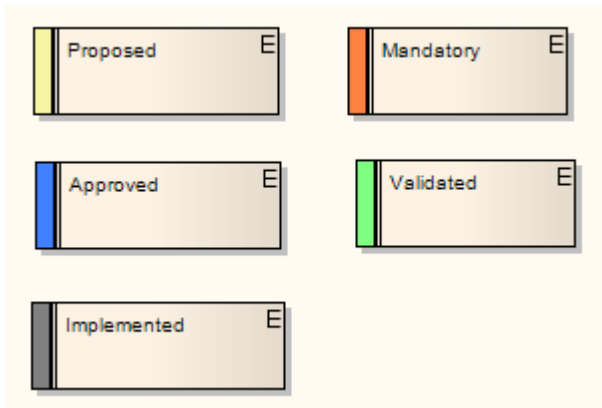 Proposed E
Mandatory E
Approved E
Validated E
Implemented E